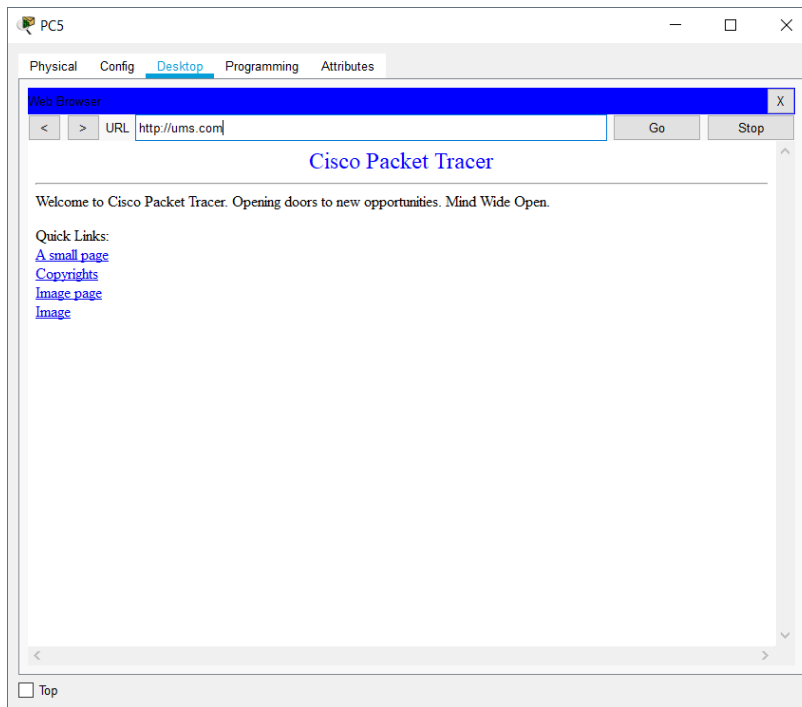 PC5
Physical Config Desktop Programming Attributes
Web Browser
X
< > URL http://ums.com Go Stop
Cisco Packet Tracer
Welcome to Cisco Packet Tracer. Opening doors to new opportunities. Mind Wide Open.
Quick Links:
A small page
Copyrights
Image page
Image
Top